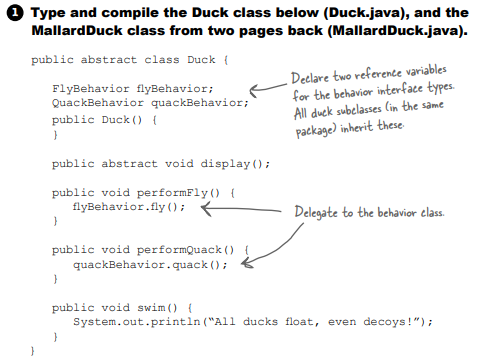 1 Type and compile the Duck class below (Duck.java), and the
MallardDuck class from two pages back (MallardDuck.java).
public abstract class Duck {
FlyBehavior flyBehavior;
QuackBehavior quackBehavior;
public Duck() {
}
Declare two reference variables
for the behavior interface types.
All duck subclasses (in the same
package) inherit these.
public abstract void display();
public void performFly() {
flyBehavior.fly();
}
Delegate to the behavior class.
public void performQuack() {
quackBehavior.quack();
}
public void swim() {
System.out.println(“All ducks float, even decoys!”);
}
}